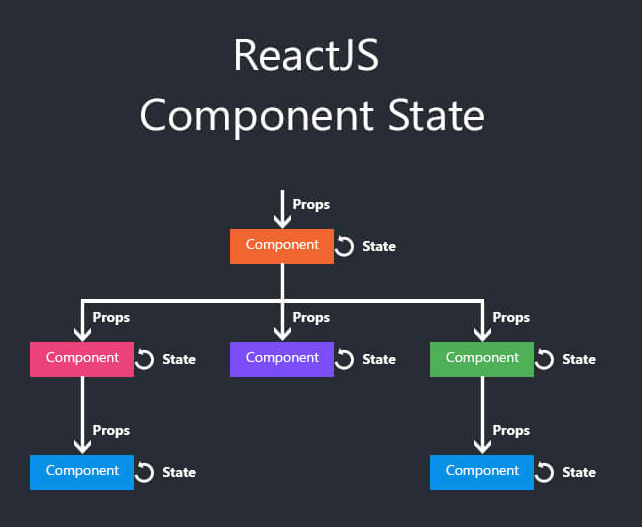 ReactJS
Component State
Props
Component State
Props Props Props
Component State Component State Component State
Props Props
Component State Component State